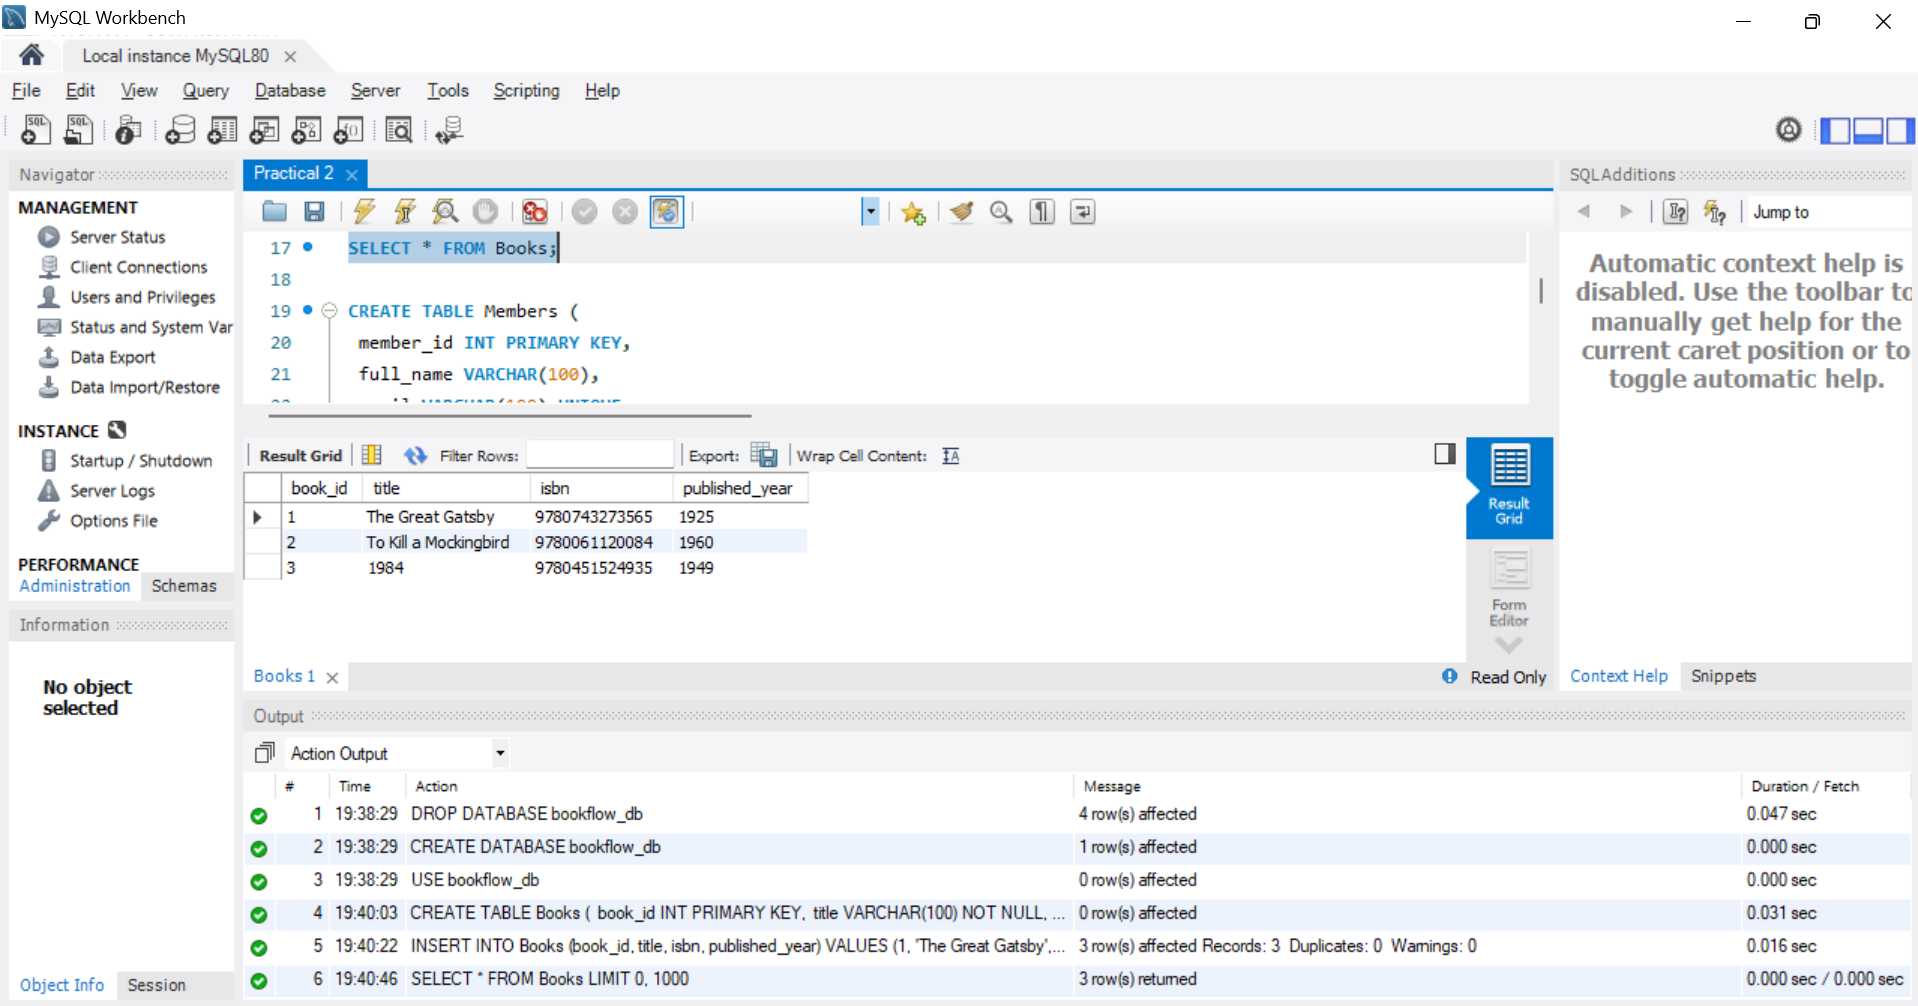 MySQL Workbench
Local instance MySQL80
File Edit View Query Database Server Tools Scripting Help
Navigator
MANAGEMENT
Server Status
Client Connections
Users and Privileges
Status and System Var
Data Export
Data Import/Restore
INSTANCE
Startup / Shutdown
Server Logs
Options File
PERFORMANCE
Administration Schemas
Information
No object
selected
Object Info Session
Practical 2
17 SELECT * FROM Books;
18
19 CREATE TABLE Members (
20 member_id INT PRIMARY KEY,
21 full_name VARCHAR(100),
Result Grid Filter Rows: Export: Wrap Cell Content:
book_id title isbn published_year
1 The Great Gatsby 9780743273565 1925
2 To Kill a Mockingbird 9780061120084 1960
3 1984 9780451524935 1949
Result
Grid
Form
Editor
Books 1 Read Only
SQLAdditions
Jump to
Automatic context help is
disabled. Use the toolbar to
manually get help for the
current caret position or to
toggle automatic help.
Context Help Snippets
Output
Action Output
# Time Action Message Duration / Fetch
1 19:38:29 DROP DATABASE bookflow_db 4 row(s) affected 0.047 sec
2 19:38:29 CREATE DATABASE bookflow_db 1 row(s) affected 0.000 sec
3 19:38:29 USE bookflow_db 0 row(s) affected 0.000 sec
4 19:40:03 CREATE TABLE Books ( book_id INT PRIMARY KEY, title VARCHAR(100) NOT NULL, ... 0 row(s) affected 0.031 sec
5 19:40:22 INSERT INTO Books (book_id, title, isbn, published_year) VALUES (1, 'The Great Gatsby',... 3 row(s) affected Records: 3 Duplicates: 0 Warnings: 0 0.016 sec
6 19:40:46 SELECT * FROM Books LIMIT 0, 1000 3 row(s) returned 0.000 sec / 0.000 sec